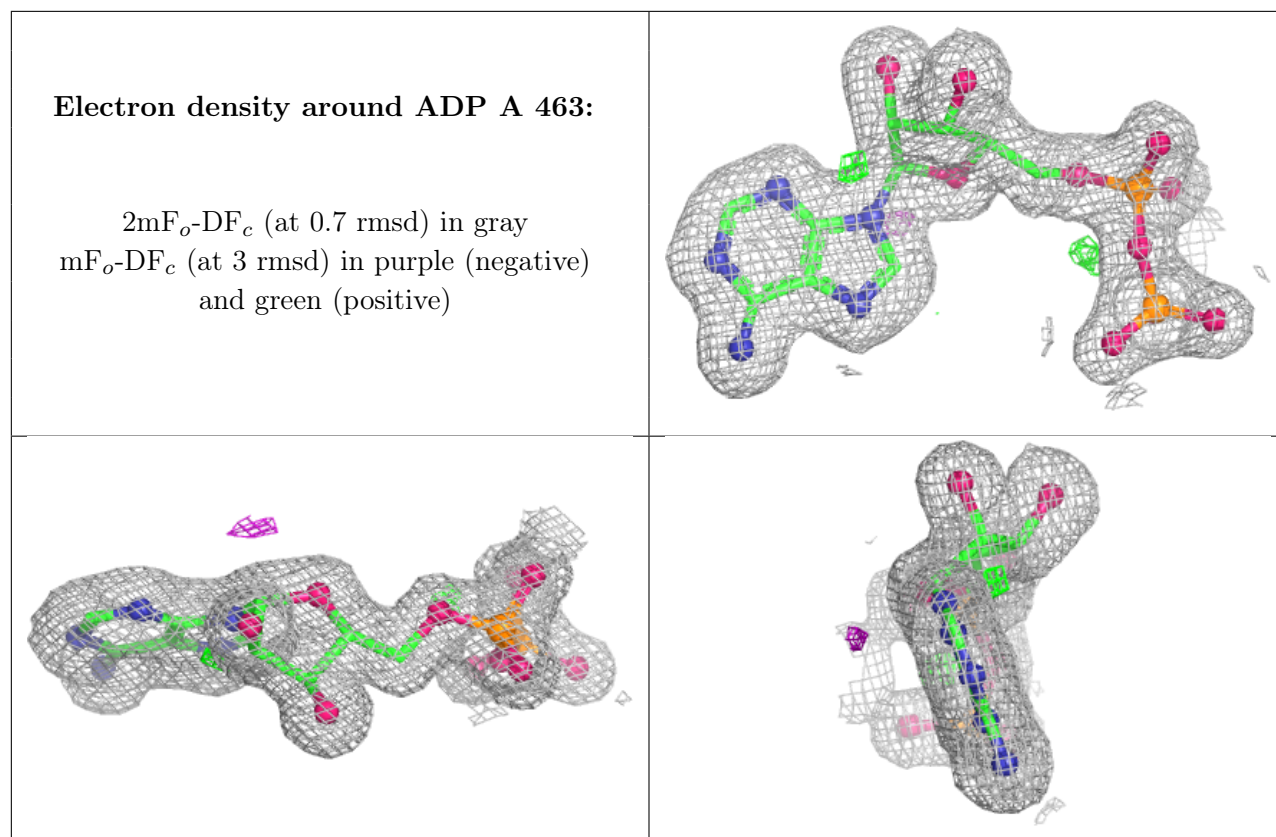 Electron density around ADP A 463:
2mFo-DFc (at 0.7 rmsd) in gray
mFo-DFc (at 3 rmsd) in purple (negative)
and green (positive)